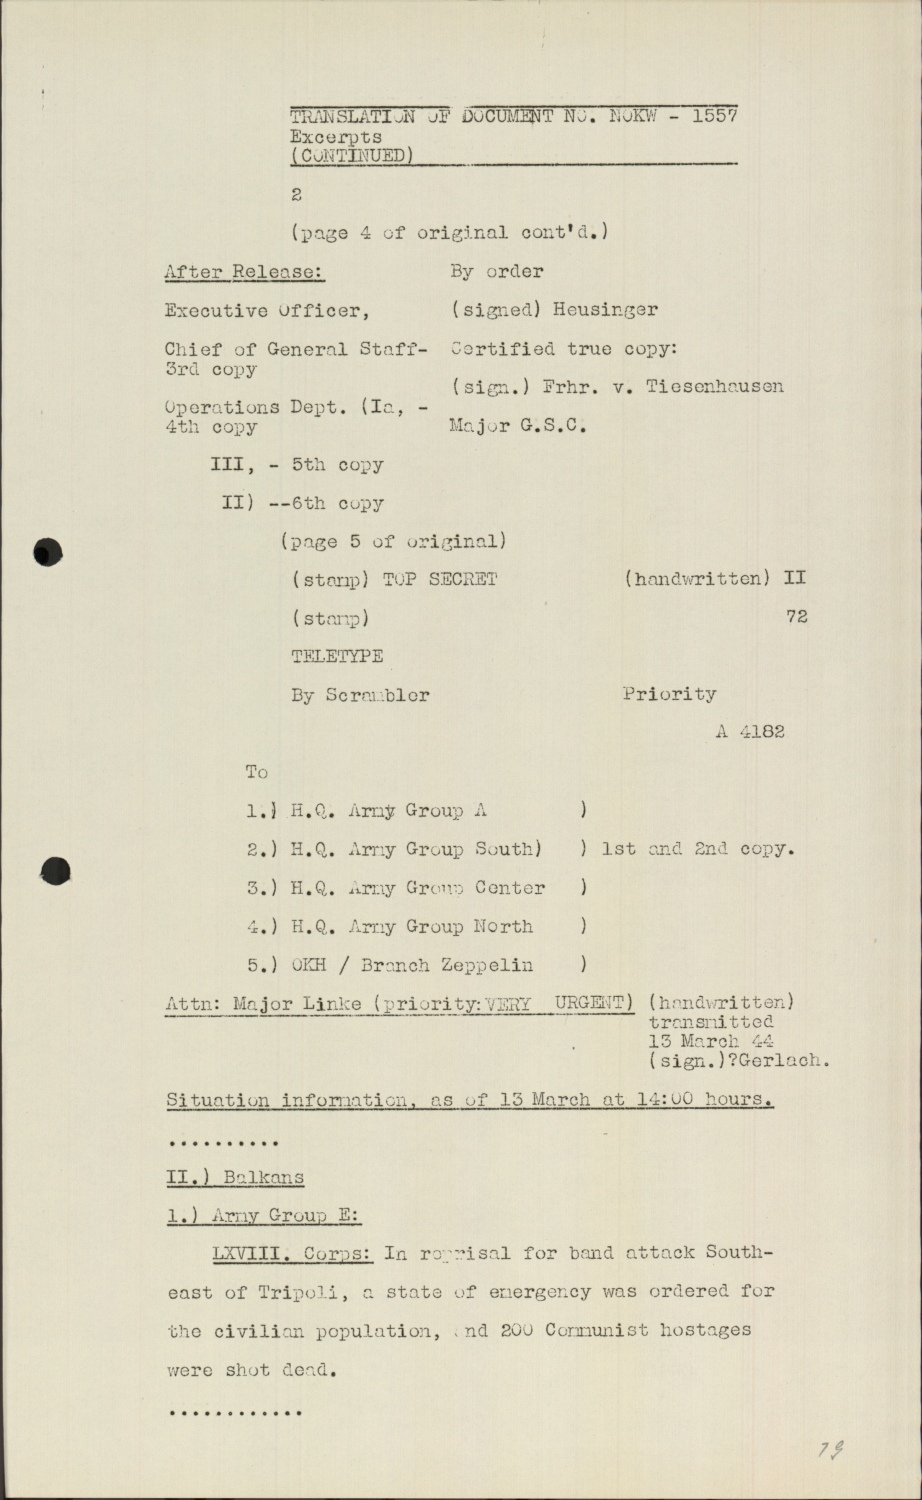 TRANSLATION OF DOCUMENT NO. NOKW - 1557
Excerpts
(CONTINUED)
2
(page 4 of original cont'd.)
After Release: By order
Executive Officer, (signed) Heusinger
Chief of General Staff- Certified true copy:
3rd copy
(sign.) Frhr. v. Tiesenhausen
Operations Dept. (Ia, -
4th copy Major G.S.C.
III, - 5th copy
II) --6th copy
(page 5 of original)
(stamp) TOP SECRET (handwritten) II
(stamp) 72
TELETYPE
By Scrambler Priority
A 4182
To
1.) H.Q. Army Group A )
2.) H.Q. Army Group South) ) 1st and 2nd copy.
3.) H.Q. Army Group Center )
4.) H.Q. Army Group North )
5.) OKH / Branch Zeppelin )
Attn: Major Linke (priority: VERY URGENT) (handwritten)
transmitted
13 March 44
(sign.)?Gerlach.
Situation information, as of 13 March at 14:00 hours.
..........
II.) Balkans
1.) Army Group E:
LXVIII. Corps: In reprisal for band attack South-
east of Tripoli, a state of emergency was ordered for
the civilian population, and 200 Communist hostages
were shot dead.
............
79